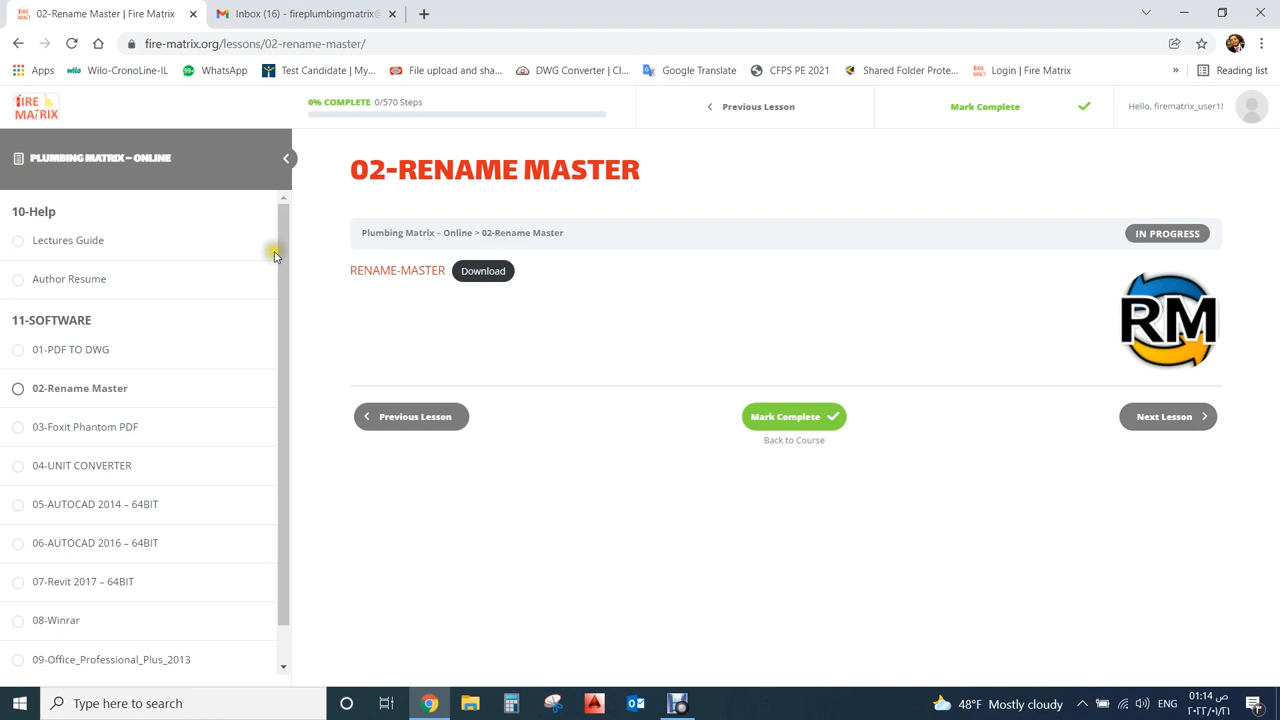 02-Rename Master | Fire Matrix
Inbox (16) - fireplumbingmatrix@
fire-matrix.org/lessons/02-rename-master/
Apps
Wilo-CronoLine-IL
99+ WhatsApp
Test Candidate | My...
File upload and sha...
DWG Converter | Cl...
Google Translate
CFPS PE 2021
Shared Folder Prote...
Login | Fire Matrix
»
Reading list
FIRE
MATRIX
0% COMPLETE 0/570 Steps
Previous Lesson
Mark Complete
Hello, firematrix_user1!
PLUMBING MATRIX – ONLINE
10-Help
Lectures Guide
Author Resume
11-SOFTWARE
01-PDF TO DWG
02-Rename Master
03-Foxit Phantom PDF
04-UNIT CONVERTER
05-AUTOCAD 2014 – 64BIT
06-AUTOCAD 2016 – 64BIT
07-Revit 2017 – 64BIT
08-Winrar
09-Office_Professional_Plus_2013
02-RENAME MASTER
Plumbing Matrix – Online > 02-Rename Master
IN PROGRESS
RENAME-MASTER Download
RM
Previous Lesson
Mark Complete
Next Lesson
Back to Course
Type here to search
48°F Mostly cloudy
ENG
01:14 ص